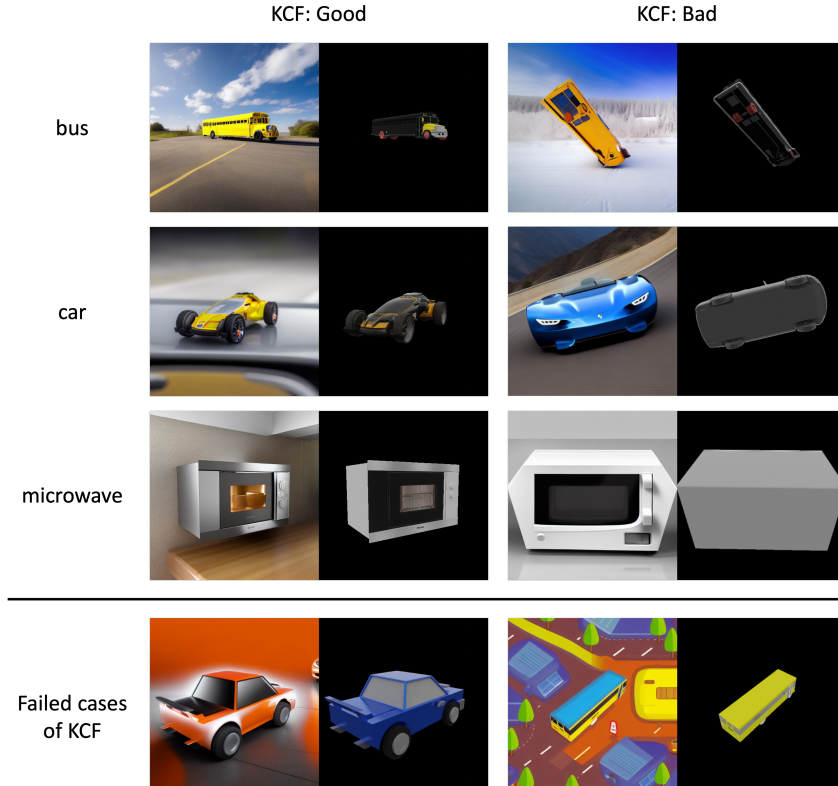 KCF: Good
KCF: Bad
bus
car
microwave
Failed cases
of KCF